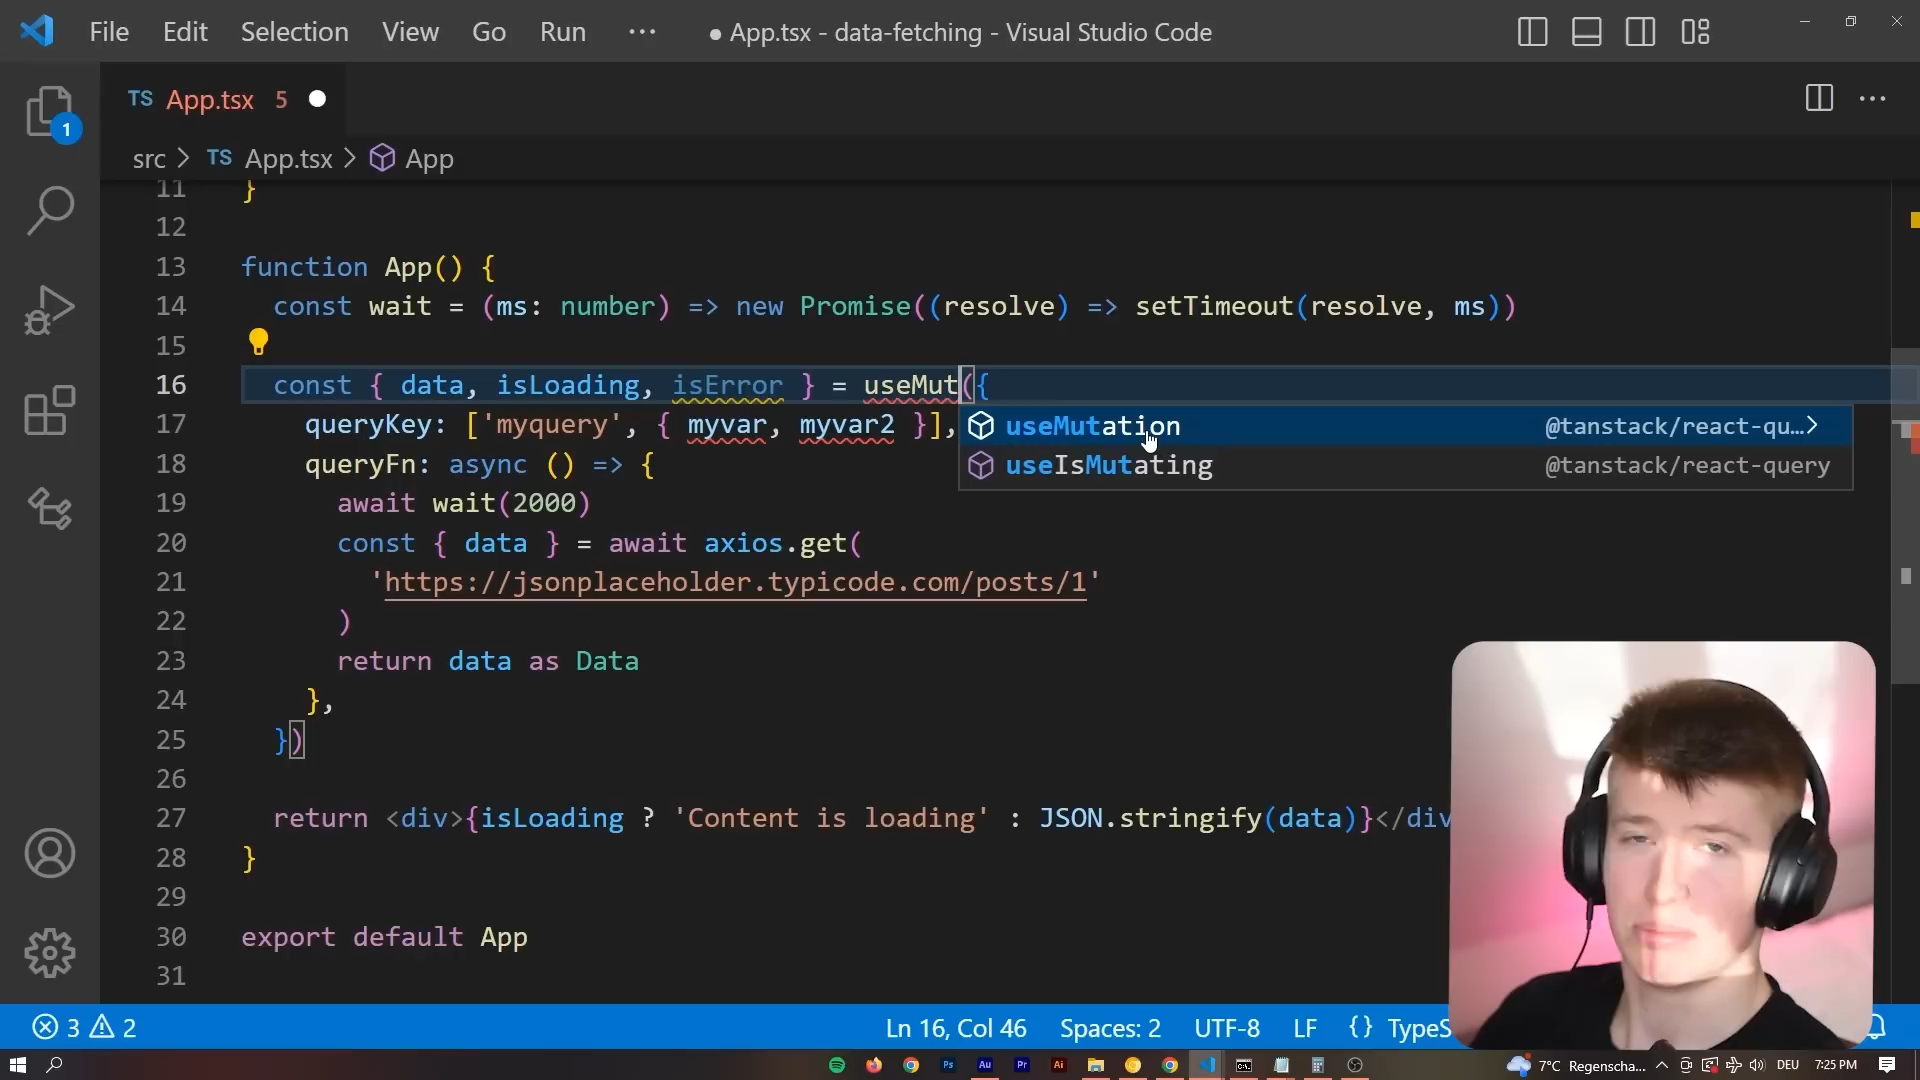 File Edit Selection View Go Run ··· ● App.tsx - data-fetching - Visual Studio Code
TS App.tsx 5
src > TS App.tsx > App
1
11 }
12
13 function App() {
14 const wait = (ms: number) => new Promise((resolve) => setTimeout(resolve, ms))
15
16 const { data, isLoading, isError } = useMut({
17 queryKey: ['myquery', { myvar, myvar2 }],
useMutation @tanstack/react-qu...>
18 queryFn: async () => {
useIsMutating @tanstack/react-query
19 await wait(2000)
20 const { data } = await axios.get(
21 'https://jsonplaceholder.typicode.com/posts/1'
22 )
23 return data as Data
24 },
25 })
26
27 return <div>{isLoading ? 'Content is loading' : JSON.stringify(data)}</div
28 }
29
30 export default App
31
3 2 Ln 16, Col 46 Spaces: 2 UTF-8 LF {} TypeS
Ps Au Pr Ai 7°C Regenscha... DEU 7:25 PM